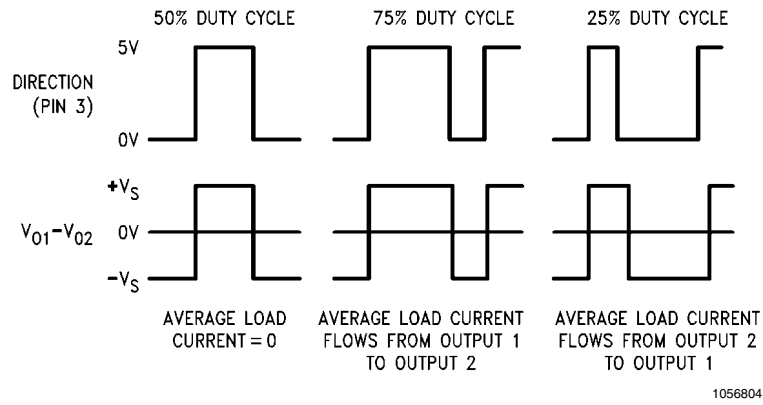 50% DUTY CYCLE
75% DUTY CYCLE
25% DUTY CYCLE
5V
DIRECTION
(PIN 3)
0V
+VS
VO1−VO2
0V
−VS
AVERAGE LOAD
CURRENT = 0
AVERAGE LOAD CURRENT
FLOWS FROM OUTPUT 1
TO OUTPUT 2
AVERAGE LOAD CURRENT
FLOWS FROM OUTPUT 2
TO OUTPUT 1
1056804